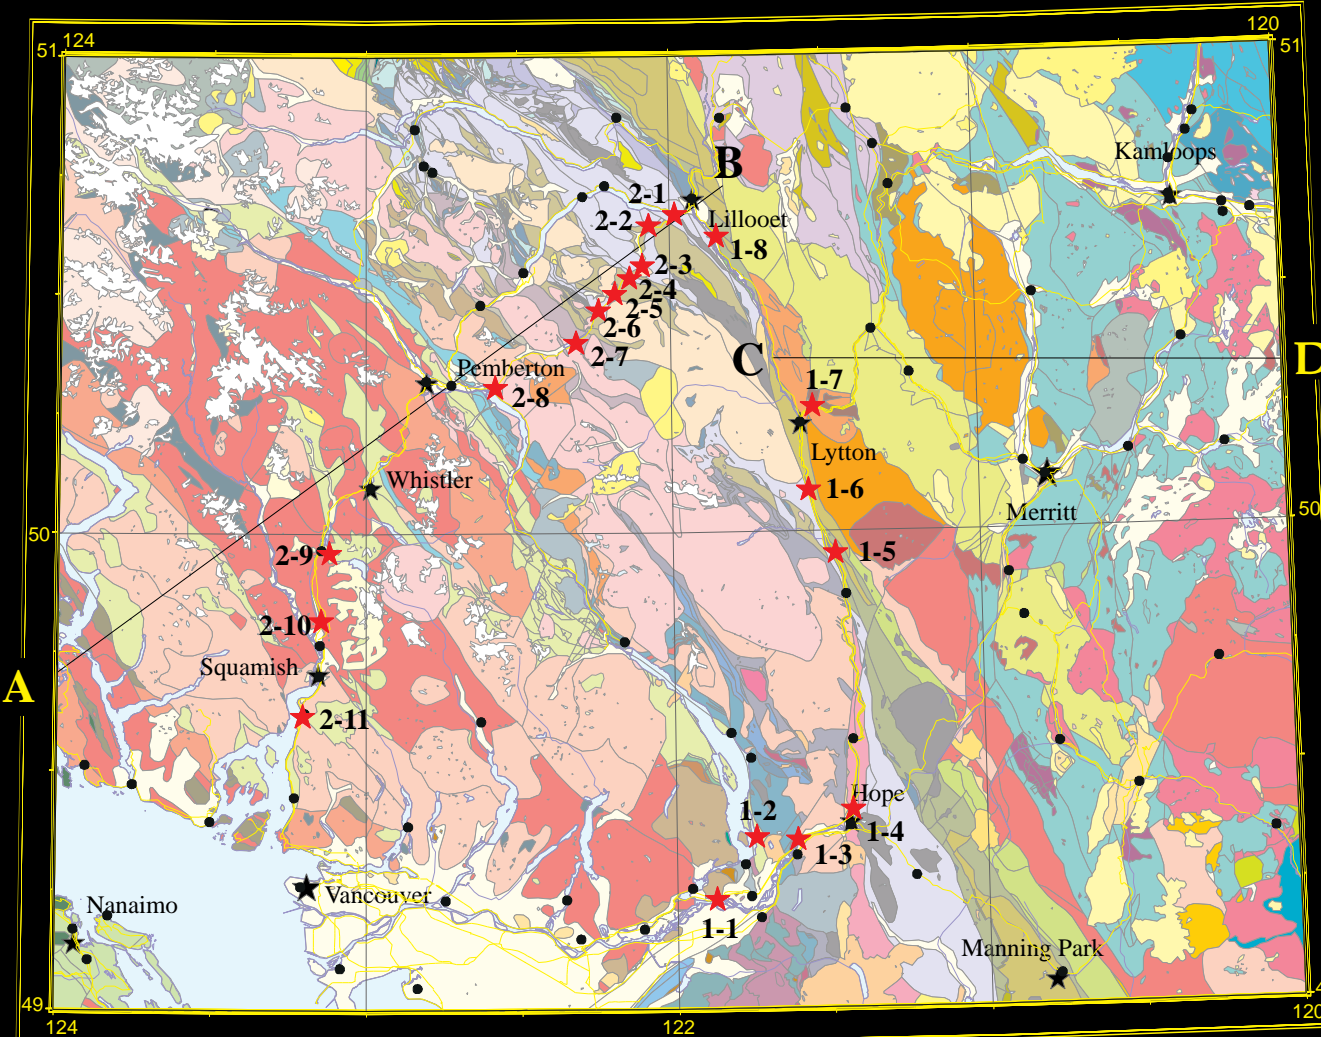 124
120
51
51
Kamloops
B
2-1
Lillooet
2-2
1-8
2-3
2-4
2-5
2-6
2-7
C
D
Pemberton
1-7
2-8
Lytton
Whistler
1-6
Merritt
50
50
2-9
1-5
2-10
Squamish
A
2-11
Hope
1-2
1-4
1-3
Vancouver
Nanaimo
1-1
Manning Park
49
4
124
122
120